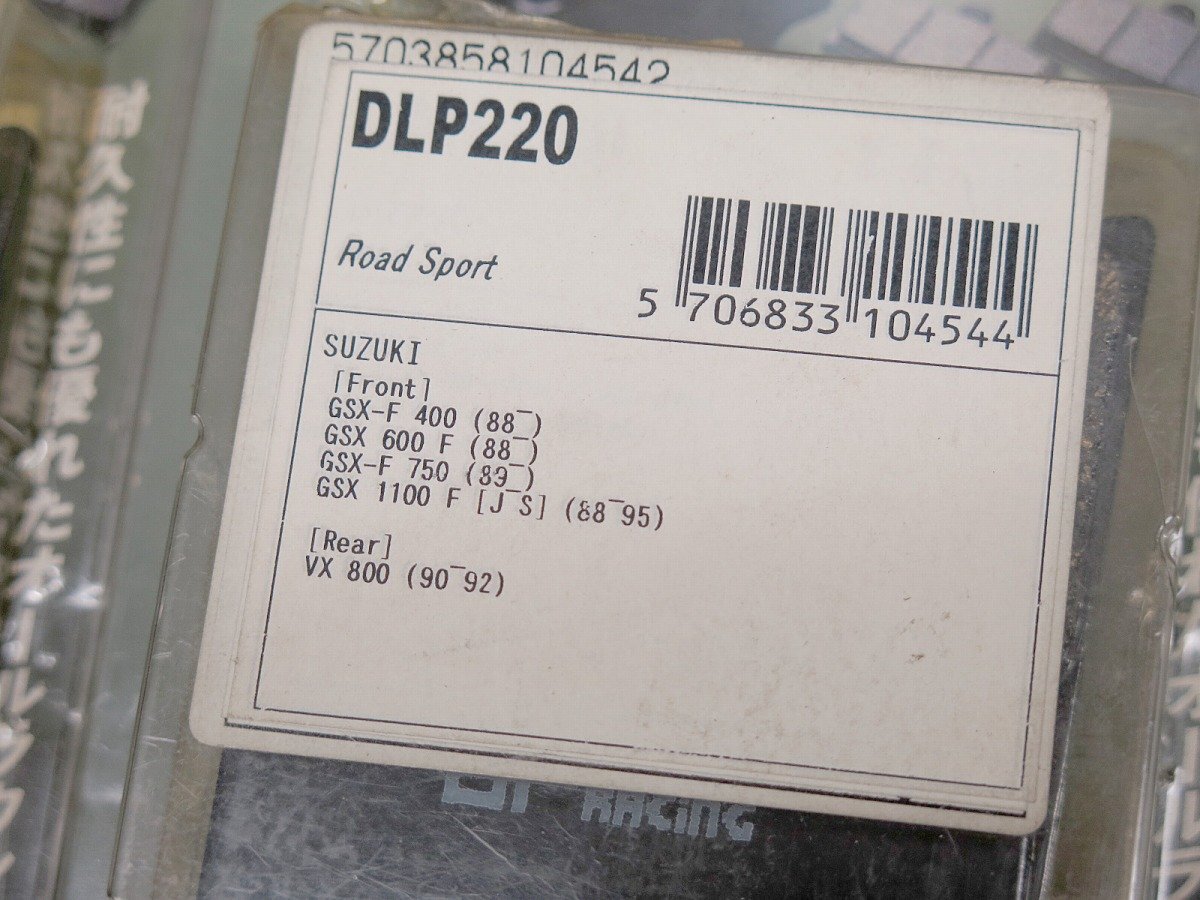 5703858104542
DLP220
Road Sport
5 706833 104544
SUZUKI
[Front]
GSX-F 400 (88‾)
GSX 600 F (88‾)
GSX-F 750 (89‾)
GSX 1100 F [J‾S] (88‾95)
[Rear]
VX 800 (90‾92)
RACING
耐久性にも優れたオールラウン